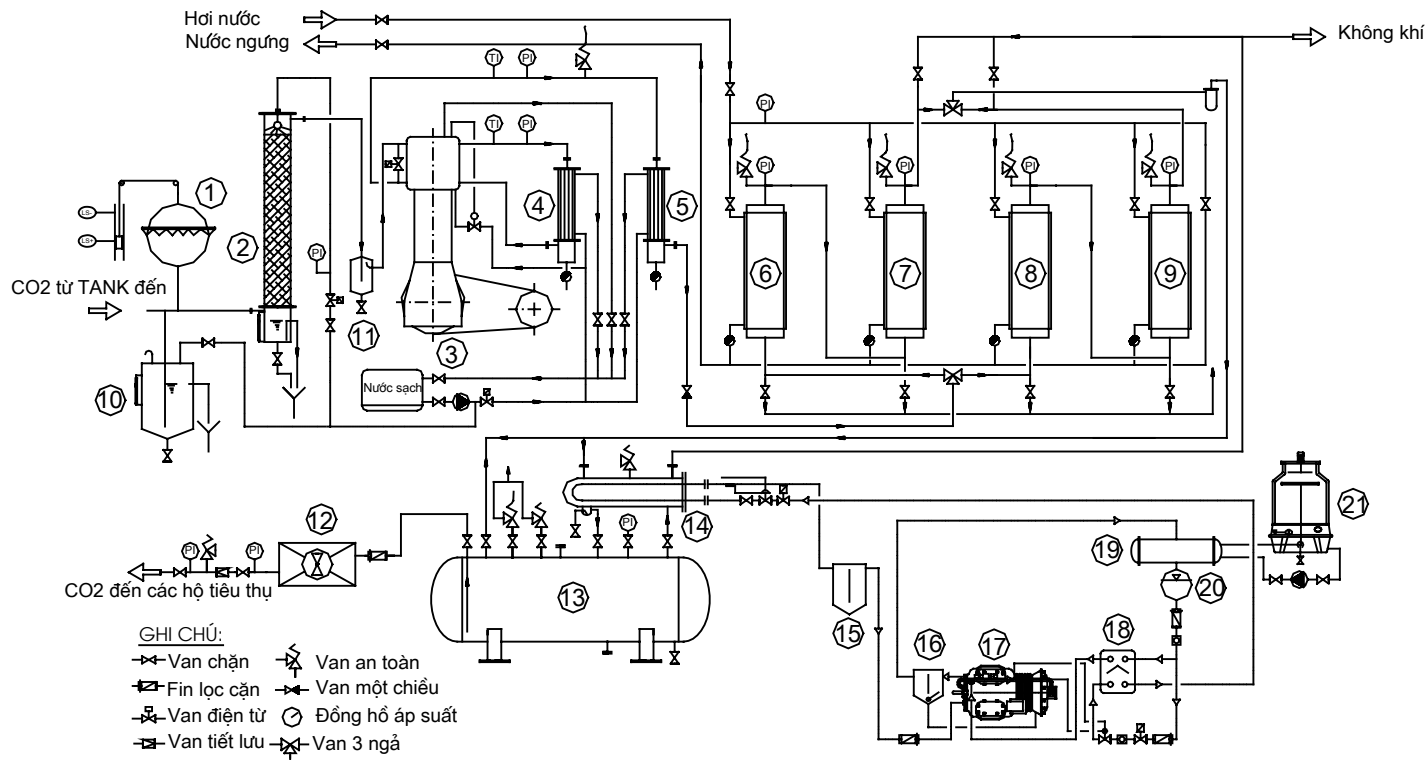 Hơi nước
Nước ngưng
Không khí
TI
PI
TI
PI
PI
PI
PI
PI
PI
1
2
4
5
LS-
LS+
PI
CO2 từ TANK đến
6
7
8
9
11
3
10
Nước sạch
12
PI
PI
PI
14
13
CO2 đến các hộ tiêu thụ
15
16
17
18
19
20
21
GHI CHÚ:
Van chặn
Van an toàn
Fin lọc cặn
Van một chiều
Van điện từ
Đồng hồ áp suất
Van tiết lưu
Van 3 ngả